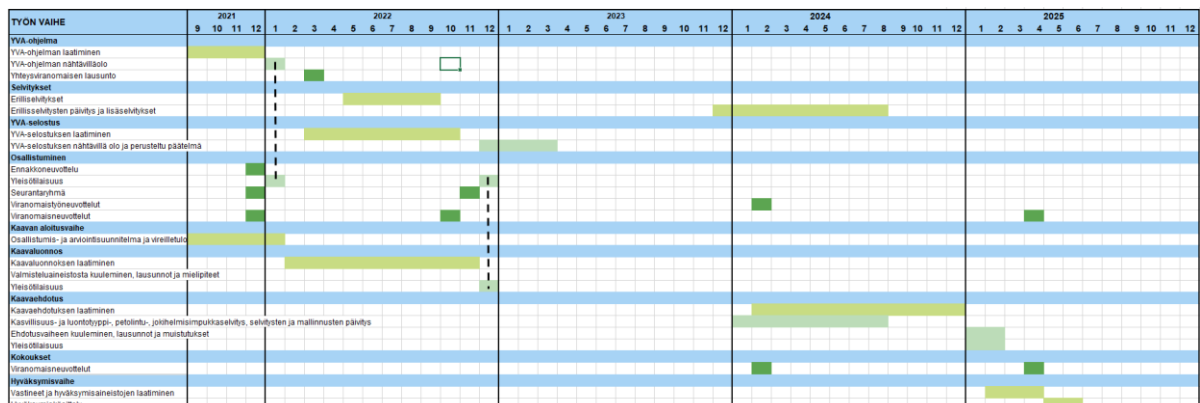 TYÖN VAIHE 2021 2022 2023 2024 2025
9 10 11 12 1 2 3 4 5 6 7 8 9 10 11 12 1 2 3 4 5 6 7 8 9 10 11 12 1 2 3 4 5 6 7 8 9 10 11 12 1 2 3 4 5 6 7 8 9 10 11 12
YVA-ohjelma
YVA-ohjelman laatiminen
YVA-ohjelman nähtävilläolo
Yhteysviranomaisen lausunto
Selvitykset
Erilliselvitykset
Erillisselvitysten päivitys ja lisäselvitykset
YVA-selostus
YVA-selostuksen laatiminen
YVA-selostuksen nähtävillä olo ja perusteltu päätelmä
Osallistuminen
Ennakkoneuvottelu
Yleisötilaisuus
Seurantaryhmä
Viranomaistyöneuvottelut
Viranomaisneuvottelut
Kaavan aloitusvaihe
Osallistumis- ja arviointisuunnitelma ja vireilletulo
Kaavaluonnos
Kaavaluonnoksen laatiminen
Valmisteluaineistosta kuuleminen, lausunnot ja mielipiteet
Yleisötilaisuus
Kaavaehdotus
Kaavaehdotuksen laatiminen
Kasvillisuus- ja luontotyyppi-, petolintu-, jokihelmisimpukkaselvitys, selvitysten ja mallinnusten päivitys
Ehdotusvaiheen kuuleminen, lausunnot ja muistutukset
Yleisötilaisuus
Kokoukset
Viranomaisneuvottelut
Hyväksymisvaihe
Vastineet ja hyväksymisaineistojen laatiminen